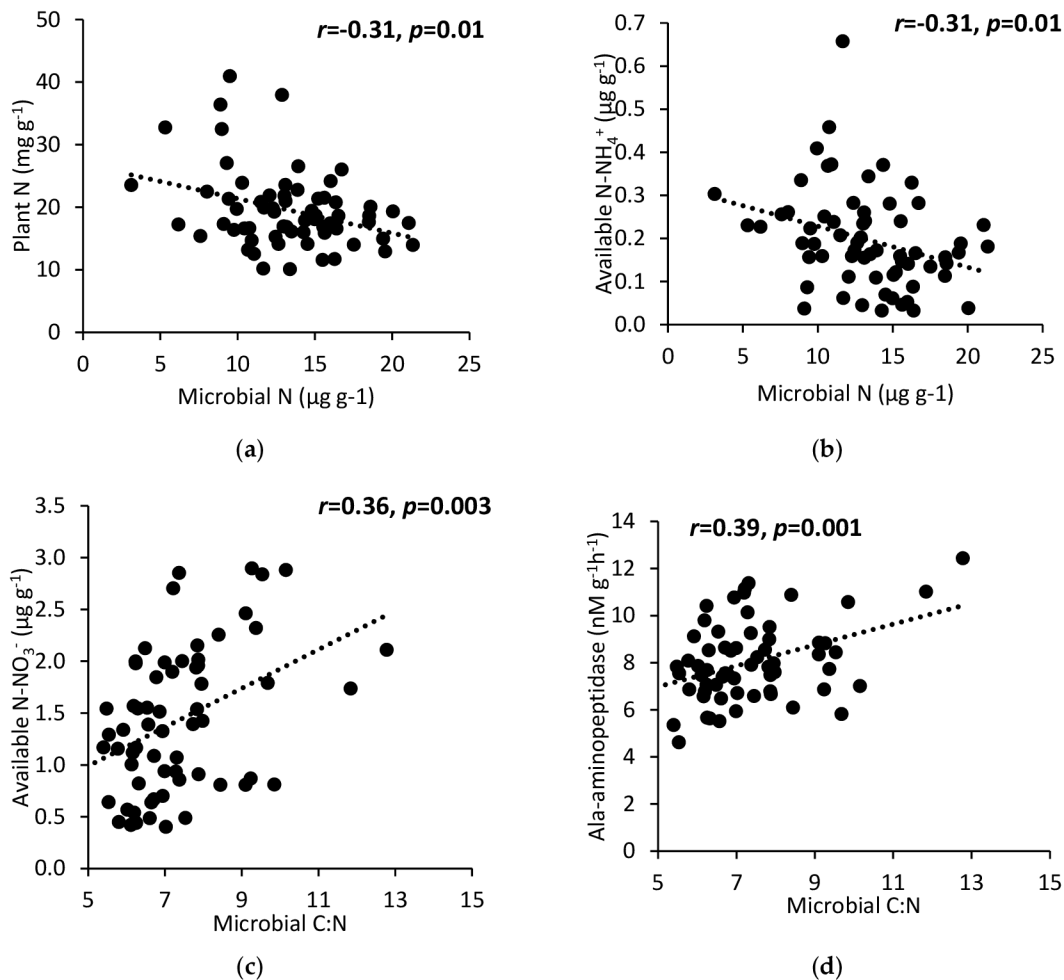 r=-0.31, p=0.01
50
40
30
20
10
0
Plant N (mg g⁻¹)
0 5 10 15 20 25
Microbial N (µg g-1)
(a)
r=-0.31, p=0.01
0.7
0.6
0.5
0.4
0.3
0.2
0.1
0.0
Available N-NH₄⁺ (µg g⁻¹)
0 5 10 15 20 25
Microbial N (µg g-1)
(b)
r=0.36, p=0.003
3.5
3.0
2.5
2.0
1.5
1.0
0.5
0.0
Available N-NO₃⁻ (µg g⁻¹)
5 7 9 11 13 15
Microbial C:N
(c)
r=0.39, p=0.001
14
12
10
8
6
4
2
0
Ala-aminopeptidase (nM g⁻¹h⁻¹)
5 7 9 11 13 15
Microbial C:N
(d)